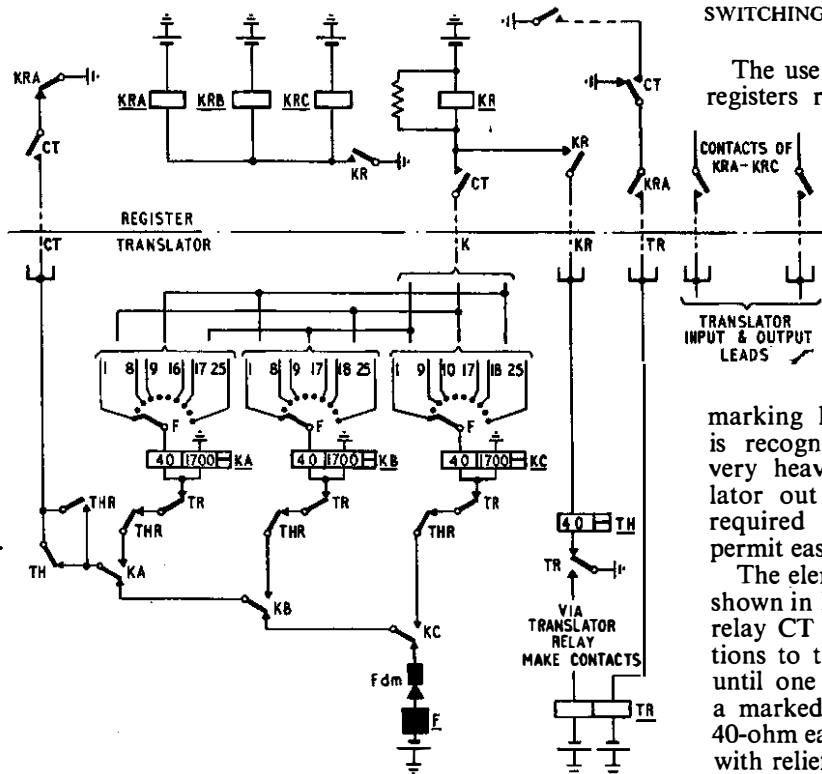 SWITCHING
The use
registers r
KRA
CT
KRA
KRB
KRC
KR
KR
CT
KR
CT
KRA
CONTACTS OF
KRA-KRC
REGISTER
TRANSLATOR
CT
K
KR
TR
TRANSLATOR
INPUT & OUTPUT
LEADS
1 8 9 16 17 25
1 8 9 17 18 25
1 9 10 17 18 25
F
F
F
40 1700 KA
40 1700 KB
40 1700 KC
TR
TR
TR
THR
THR
THR
THR
TH
KA
KB
KC
Fdm
F
40 TH
TR
VIA
TRANSLATOR
RELAY
MAKE CONTACTS
TR
marking l
is recogn
very heav
lator out
required
permit eas
The elen
shown in
relay CT
tions to t
until one
a marked
40-ohm ea
with relief